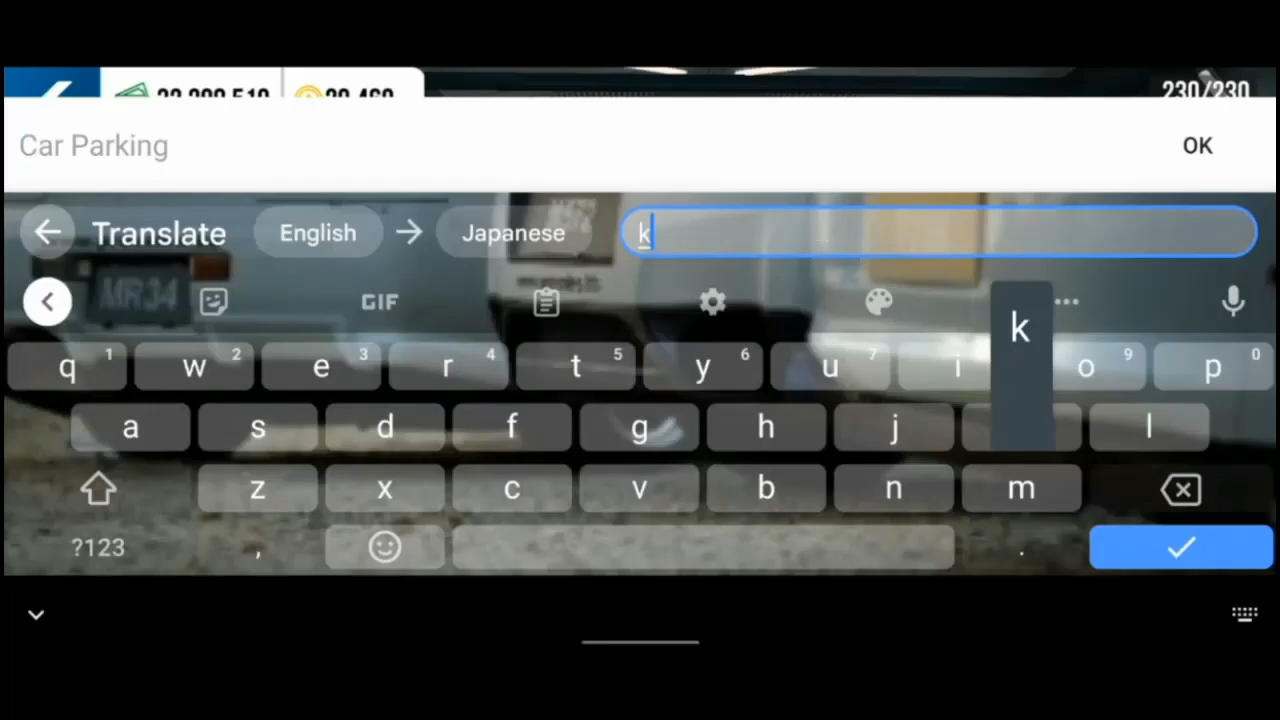 230/230
Car Parking
OK
Translate English Japanese k
GIF
k
q 1 w 2 e 3 r 4 t 5 y 6 u 7 i o 9 p 0
a s d f g h j l
z x c v b n m
?123 , .
MR34